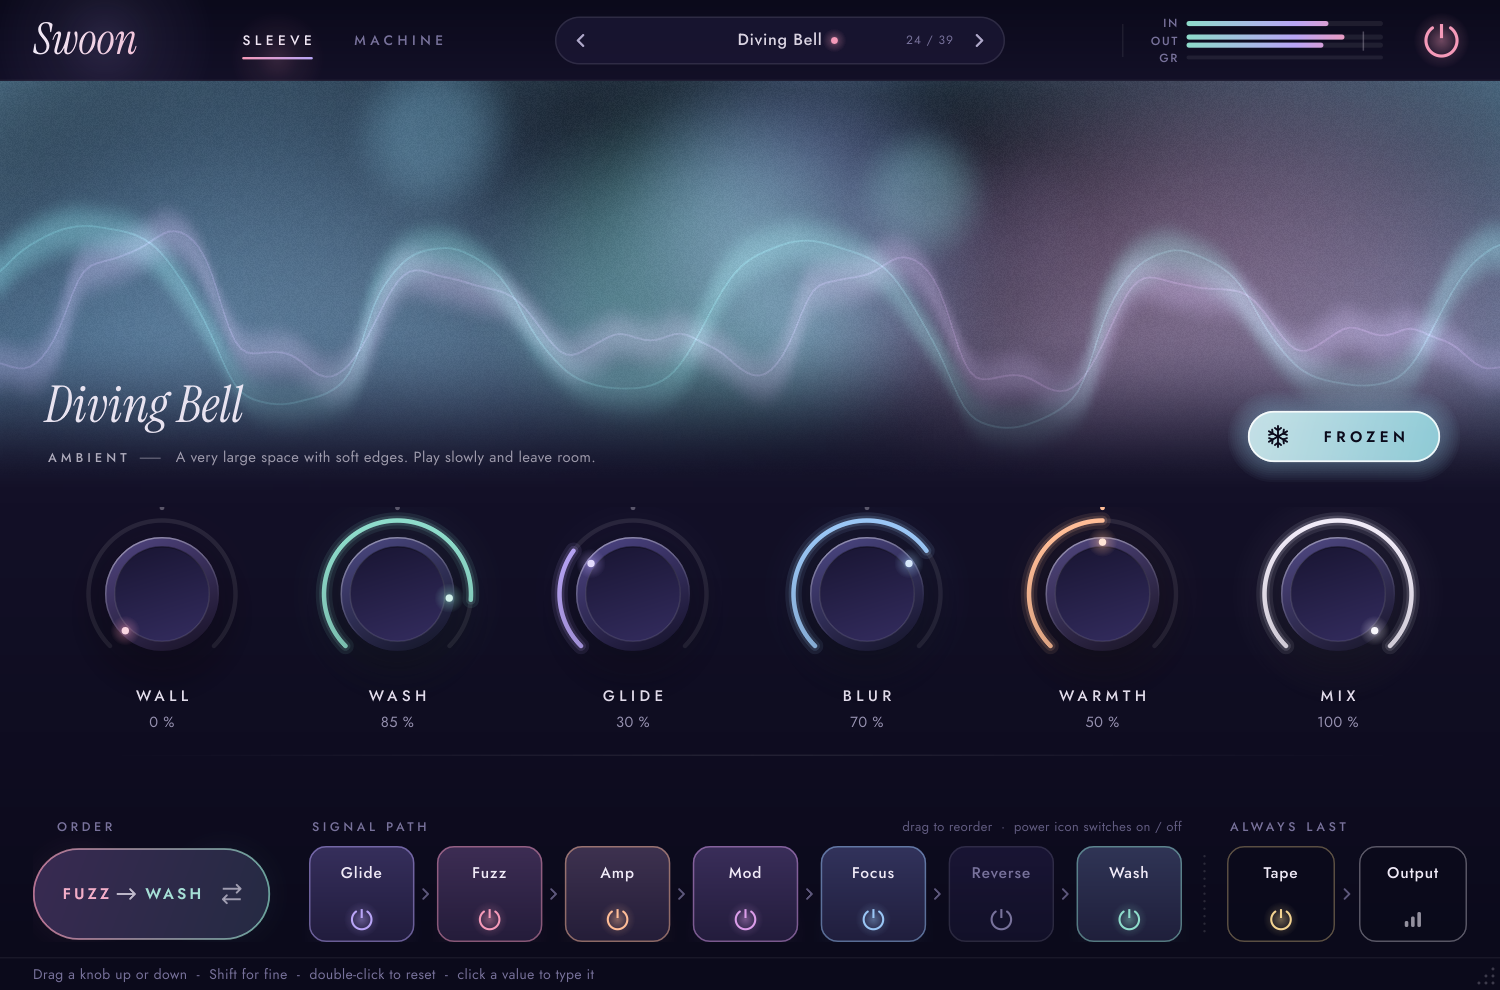 Swoon
SLEEVE MACHINE
Diving Bell 24 / 39
IN
OUT
GR
Diving Bell
AMBIENT — A very large space with soft edges. Play slowly and leave room.
FROZEN
WALL WASH GLIDE BLUR WARMTH MIX
0 % 85 % 30 % 70 % 50 % 100 %
ORDER SIGNAL PATH drag to reorder · power icon switches on / off ALWAYS LAST
FUZZ → WASH
Glide Fuzz Amp Mod Focus Reverse Wash Tape Output
Drag a knob up or down - Shift for fine - double-click to reset - click a value to type it